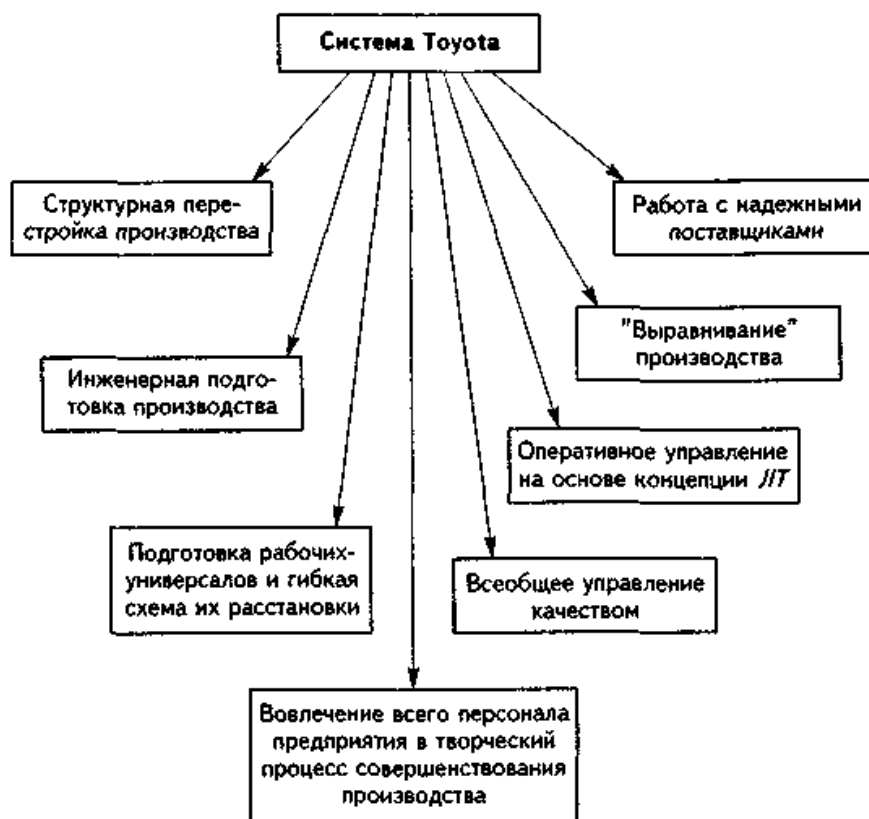 Система Toyota
Структурная пере-
стройка производства
Работа с надежными
поставщиками
"Выравнивание"
производства
Инженерная подго-
товка производства
Оперативное управление
на основе концепции JIT
Подготовка рабочих-
универсалов и гибкая
схема их расстановки
Всеобщее управление
качеством
Вовлечение всего персонала
предприятия в творческий
процесс совершенствования
производства